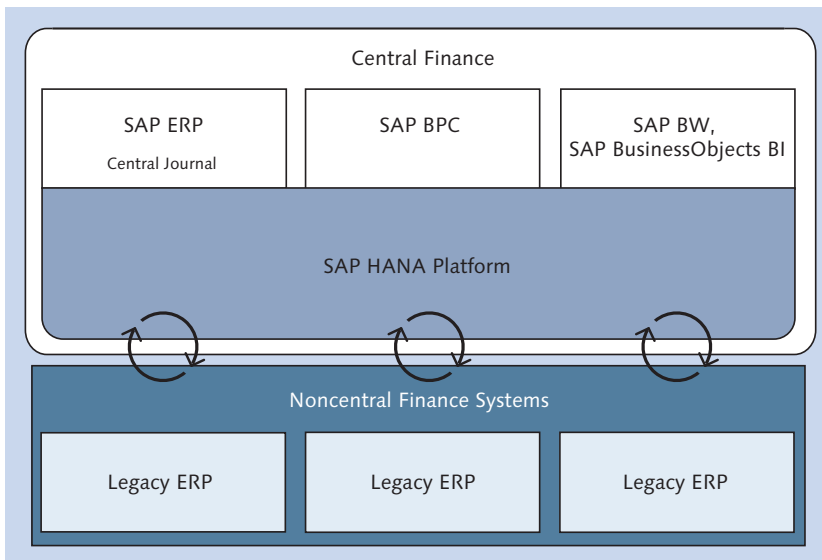 Central Finance
SAP ERP
Central Journal
SAP BPC
SAP BW,
SAP BusinessObjects BI
SAP HANA Platform
Noncentral Finance Systems
Legacy ERP
Legacy ERP
Legacy ERP